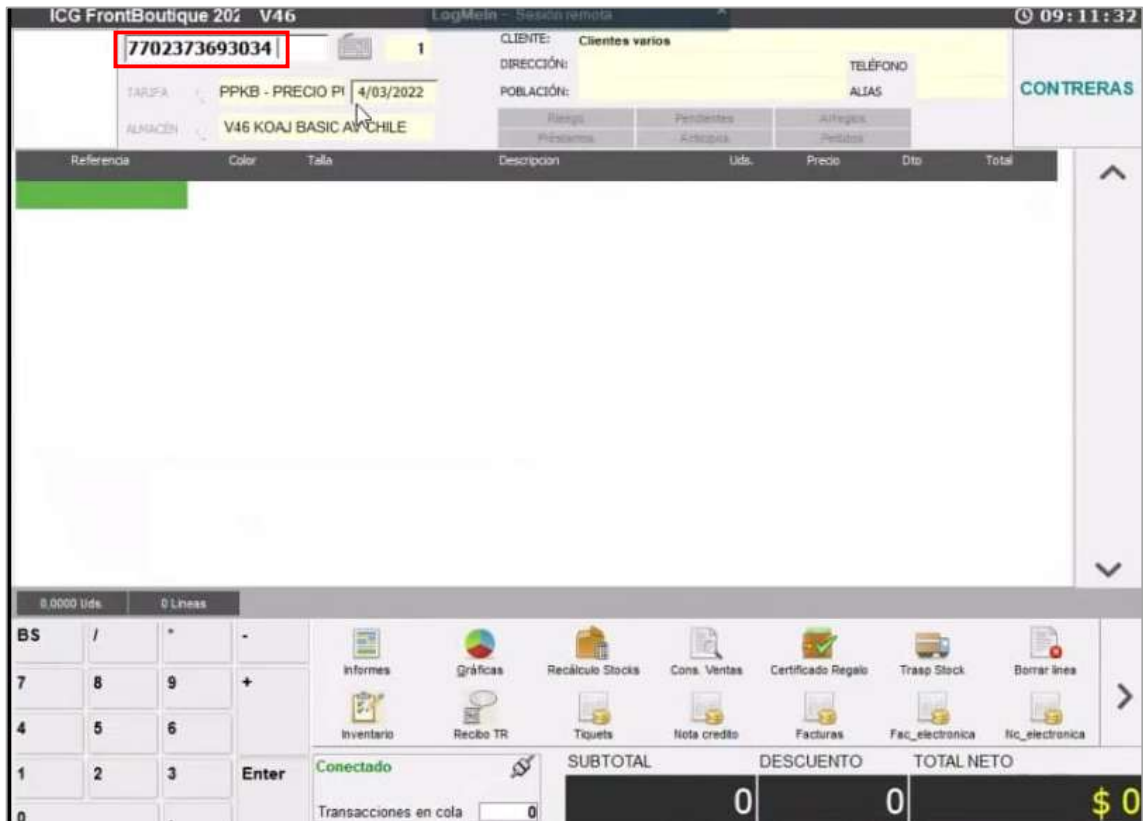 ICG FrontBoutique 202 V46 LogMeIn - Sesión remota 09:11:32
7702373693034 1 CLIENTE: Clientes varios
DIRECCIÓN: TELÉFONO
TARIFA PPKB - PRECIO P 4/03/2022 POBLACIÓN: ALIAS CONTRERAS
ALMACÉN V46 KOAJ BASIC AV CHILE Riesgo Pendientes Arreglos
Préstamos Anticipos Pedidos
Referencia Color Talla Descripcion Uds. Precio Dto Total
0,0000 Uds. 0 Lineas
BS / * -
Informes Gráficas Recálculo Stocks Cons. Ventas Certificado Regalo Trasp Stock Borrar linea
7 8 9 +
4 5 6
Inventario Recibo TR Tiquets Nota credito Facturas Fac_electronica Nc_electronica
1 2 3 Enter Conectado SUBTOTAL DESCUENTO TOTAL NETO
0 . Transacciones en cola 0 0 0 $ 0